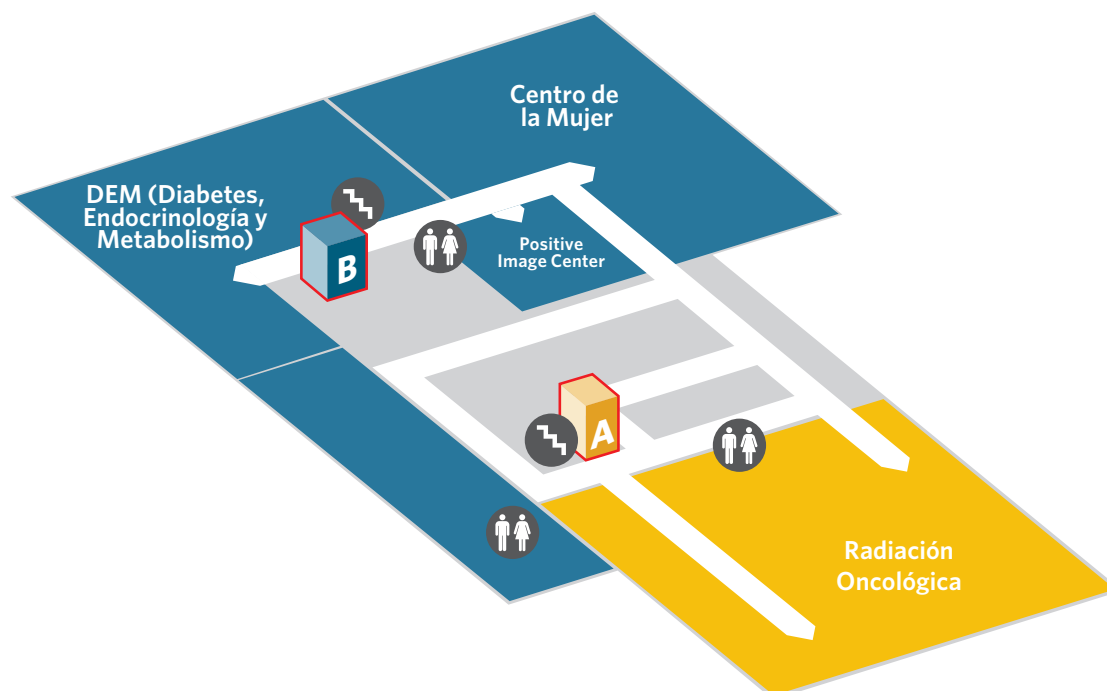 Centro de
la Mujer
DEM (Diabetes,
Endocrinología y
Metabolismo)
B
Positive
Image Center
A
Radiación
Oncológica